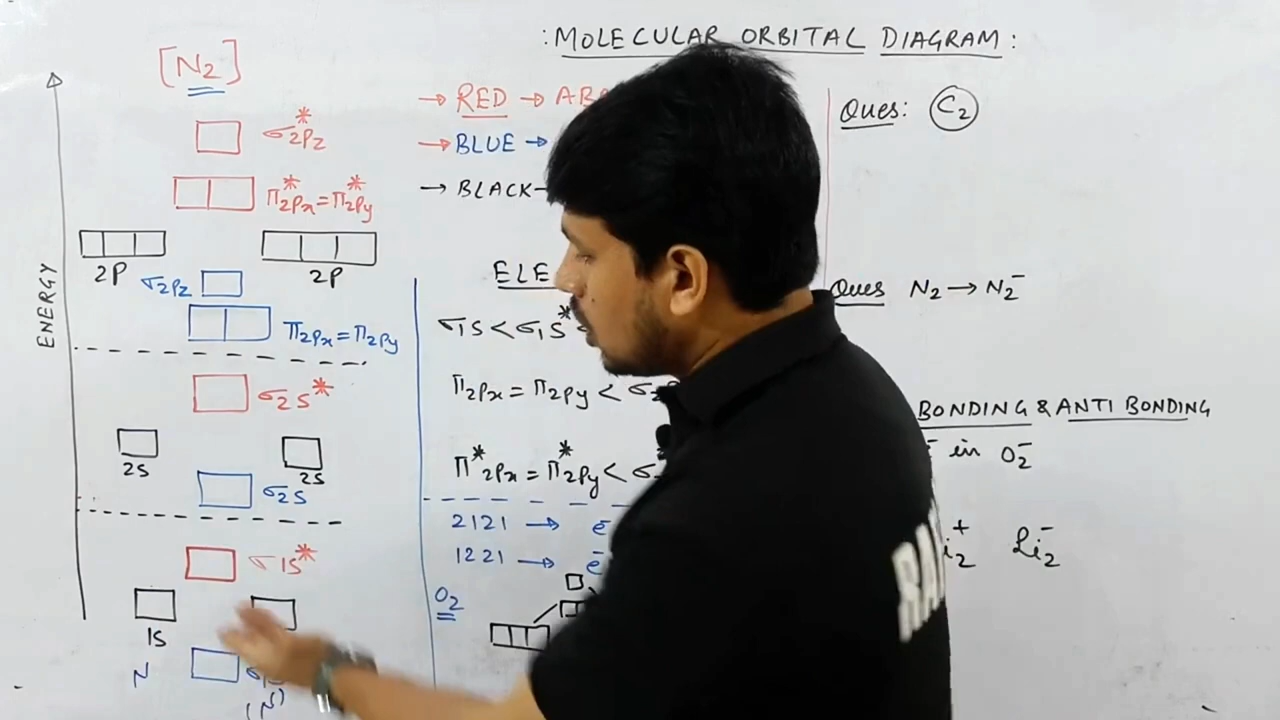 : MOLECULAR ORBITAL DIAGRAM :
[N₂]
σ*2Pz
π*2Px = π*2Py
2P
2P
σ2Pz
π2Px = π2Py
ENERGY
σ2S*
2S
2S
σ2S
σ1S*
1S
N
(N)
→ RED →
→ BLUE →
→ BLACK
σ1S < σ1S*
π2Px = π2Py <
π*2Px = π*2Py <
2121 → e⁻
1221 → e⁻
O₂
Ques: C₂
Ques N₂ → N₂⁻
BONDING & ANTI BONDING
in O₂⁻
Li₂⁻